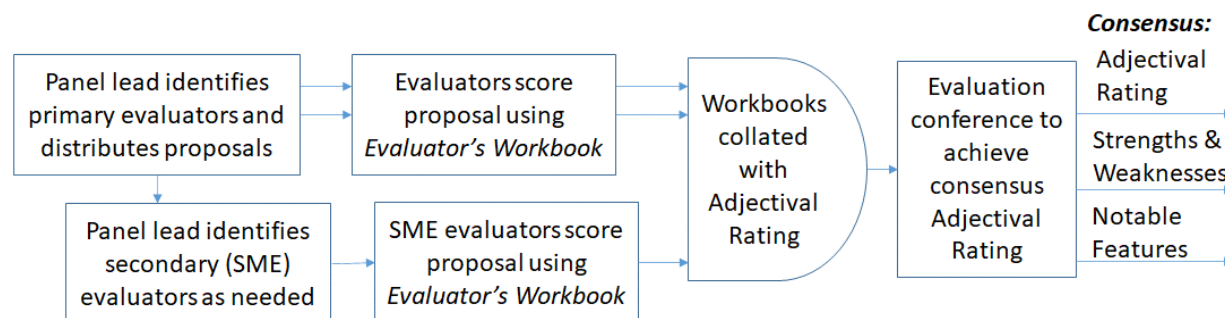 Panel lead identifies
primary evaluators and
distributes proposals
Evaluators score
proposal using
Evaluator's Workbook
Panel lead identifies
secondary (SME)
evaluators as needed
SME evaluators score
proposal using
Evaluator's Workbook
Workbooks
collated
with
Adjectival
Rating
Evaluation
conference to
achieve
consensus
Adjectival
Rating
Consensus:
Adjectival
Rating
Strengths &
Weaknesses
Notable
Features